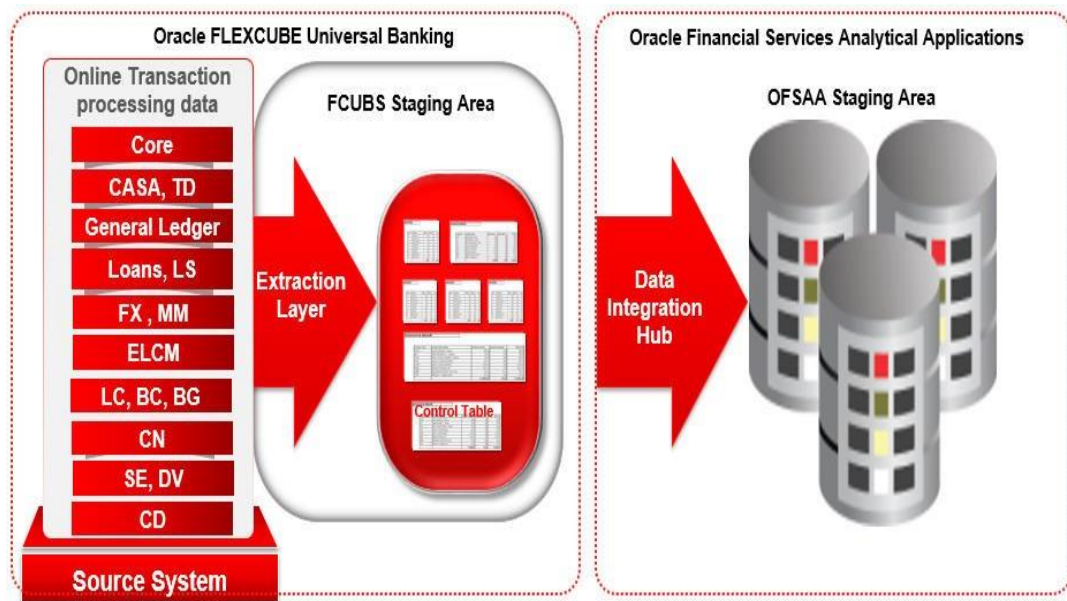 Oracle FLEXCUBE Universal Banking
Online Transaction
processing data
Core
CASA, TD
General Ledger
Loans, LS
FX , MM
ELCM
LC, BC, BG
CN
SE, DV
CD
Source System
Extraction
Layer
FCUBS Staging Area
Control Table
Oracle Financial Services Analytical Applications
Data
Integration
Hub
OFSAA Staging Area